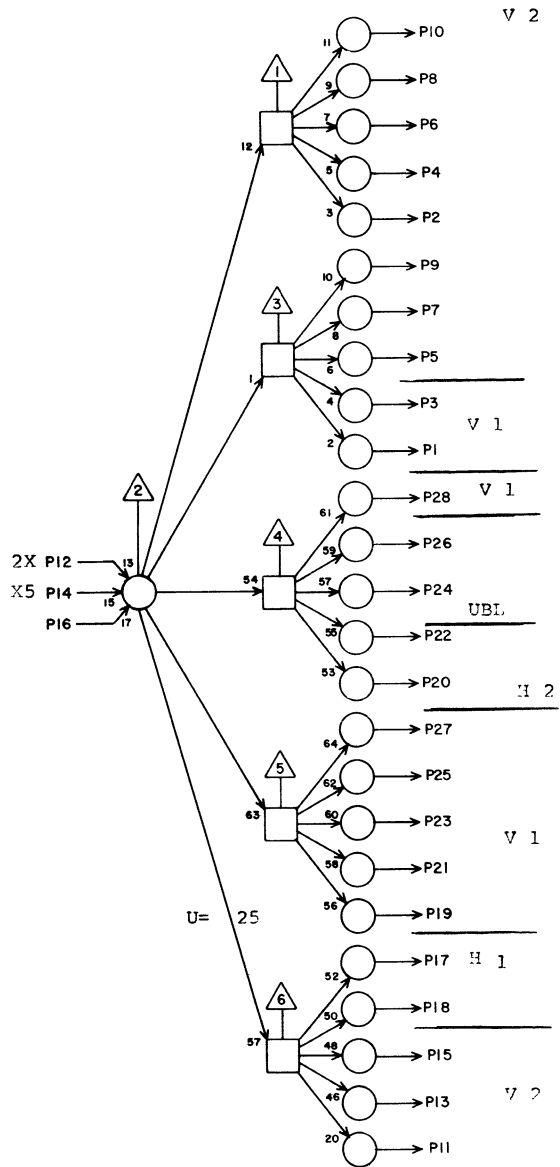 V 2
11 P10
1
9 P8
7 P6
12
5 P4
3 P2
10 P9
3
8 P7
6 P5
1
4 P3
V 1
2 P1
2
61 P28
V 1
4
59 P26
2X P12 13
54 57 P24
X5 P14 15
UBL
P16 17
55 P22
53 P20
H 2
64 P27
5
62 P25
63 60 P23
V 1
58 P21
56 P19
U= 25
52 P17
H 1
6
50 P18
57 48 P15
46 P13
V 2
20 P11